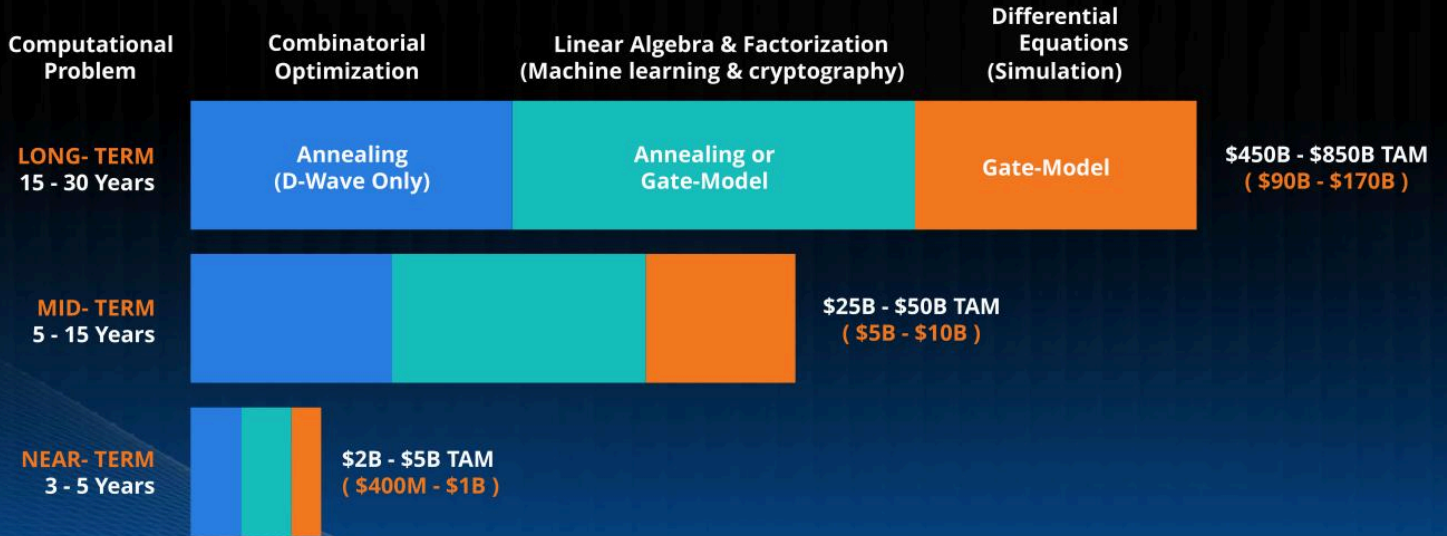 Computational
Problem
Combinatorial
Optimization
Linear Algebra & Factorization
(Machine learning & cryptography)
Differential
Equations
(Simulation)
LONG- TERM
15 - 30 Years
Annealing
(D-Wave Only)
Annealing or
Gate-Model
Gate-Model
$450B - $850B TAM
( $90B - $170B )
MID- TERM
5 - 15 Years
$25B - $50B TAM
( $5B - $10B )
NEAR- TERM
3 - 5 Years
$2B - $5B TAM
( $400M - $1B )